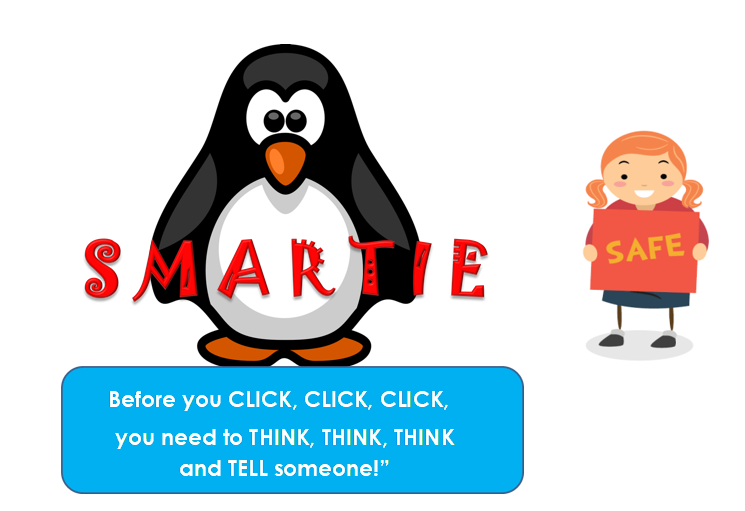 SMARTIE
SAFE
Before you CLICK, CLICK, CLICK,
you need to THINK, THINK, THINK
and TELL someone!”